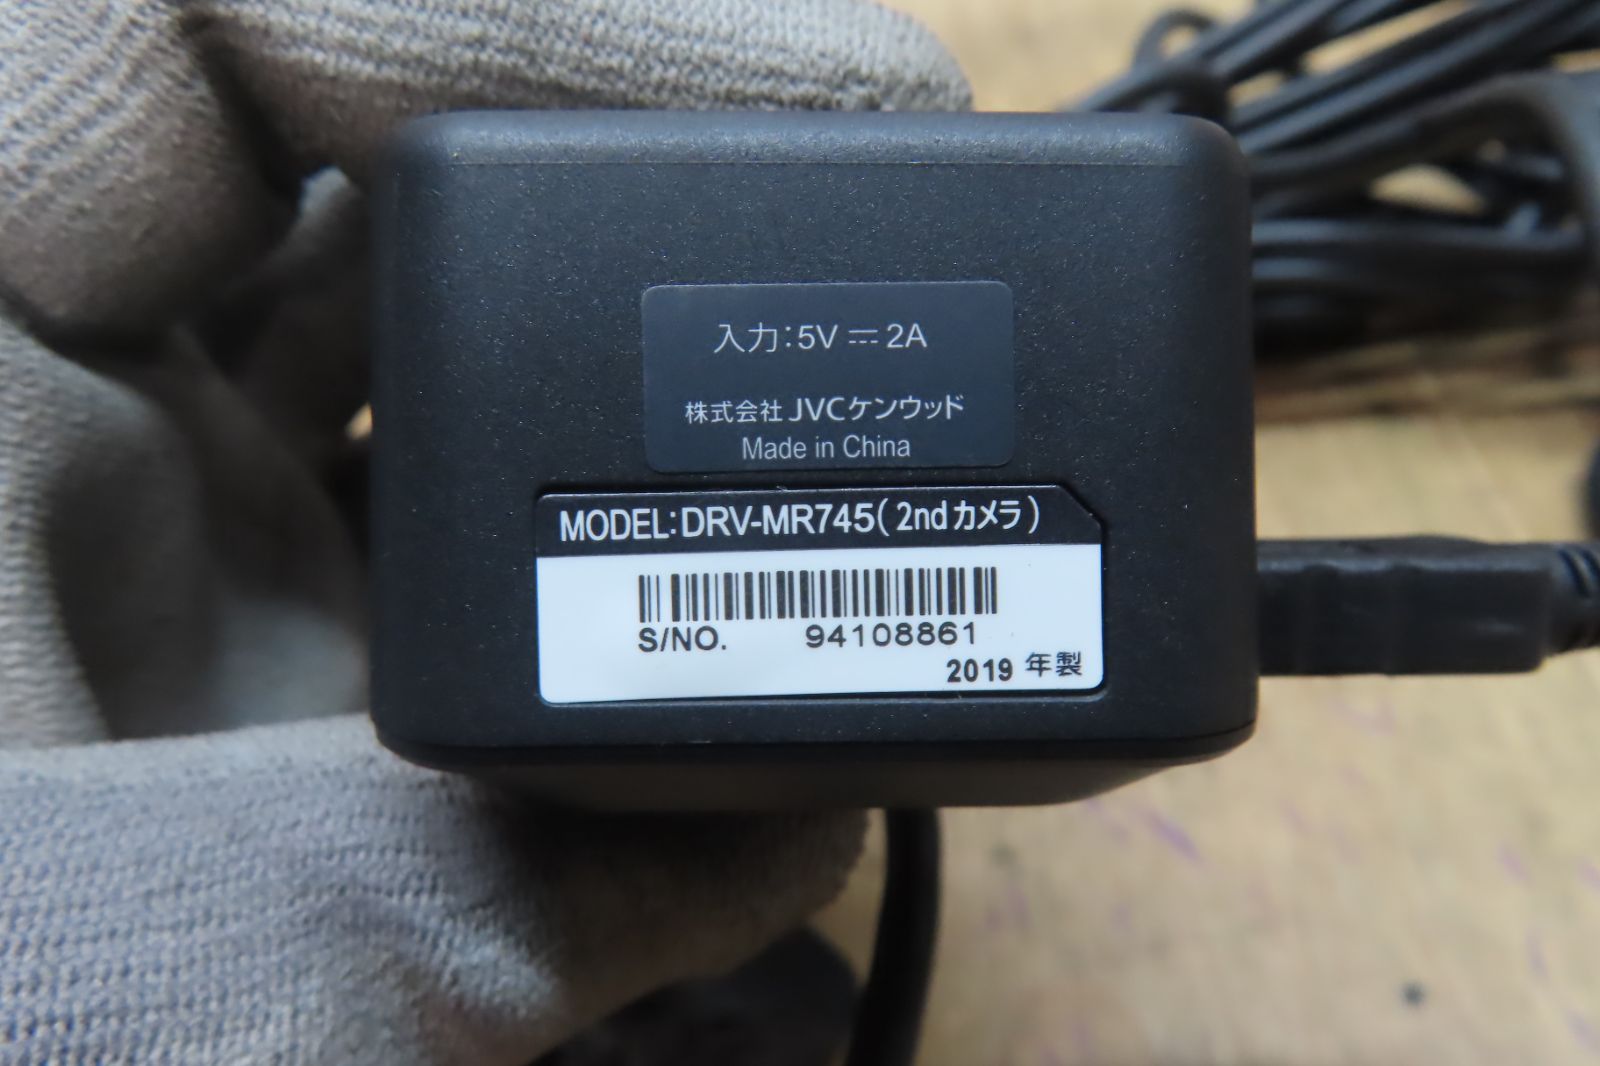 入力:5V⎓2A
株式会社 JVCケンウッド
Made in China
MODEL:DRV-MR745(2ndカメラ)
S/NO. 94108861
2019 年製